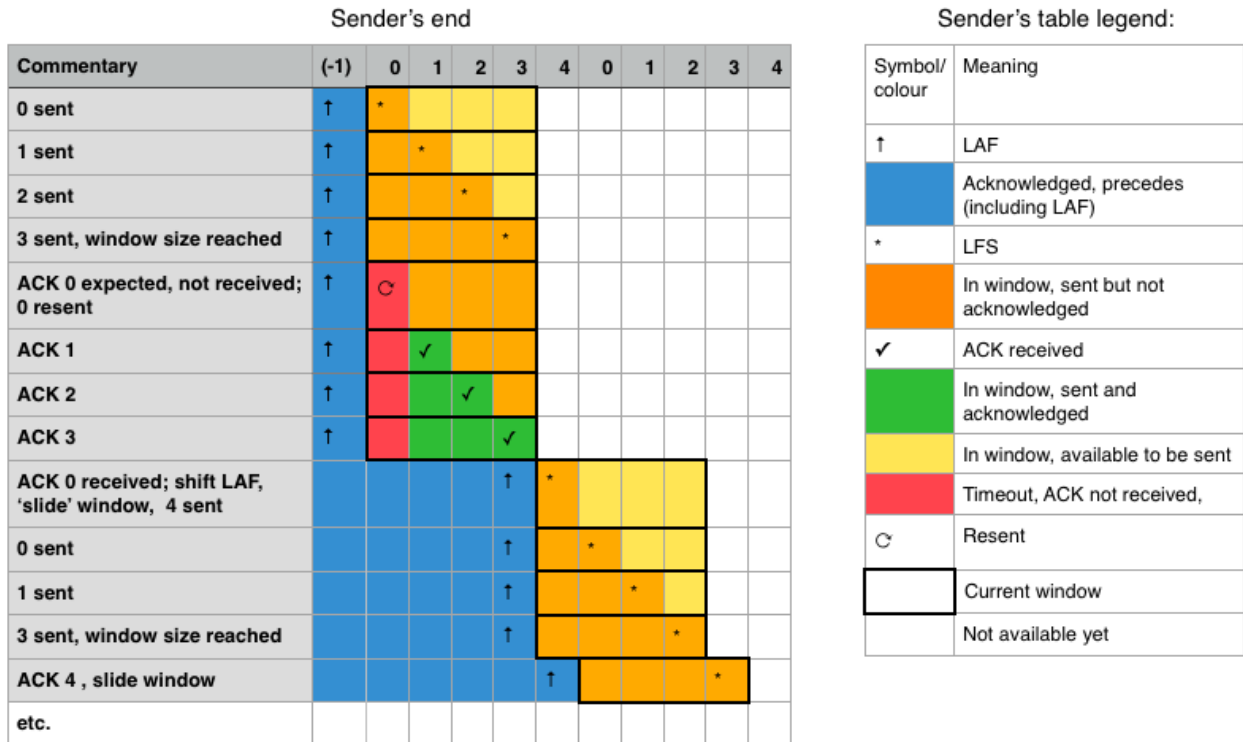 Sender's end
Commentary (-1) 0 1 2 3 4 0 1 2 3 4
0 sent ↑ *
1 sent ↑ *
2 sent ↑ *
3 sent, window size reached ↑ *
ACK 0 expected, not received; ↑ ⟳
0 resent
ACK 1 ↑ ✓
ACK 2 ↑ ✓
ACK 3 ↑ ✓
ACK 0 received; shift LAF, ↑ *
‘slide’ window, 4 sent
0 sent ↑ *
1 sent ↑ *
3 sent, window size reached ↑ *
ACK 4 , slide window ↑ *
etc.
Sender's table legend:
Symbol/ Meaning
colour
↑ LAF
Acknowledged, precedes
(including LAF)
* LFS
In window, sent but not
acknowledged
✓ ACK received
In window, sent and
acknowledged
In window, available to be sent
Timeout, ACK not received,
⟳ Resent
Current window
Not available yet